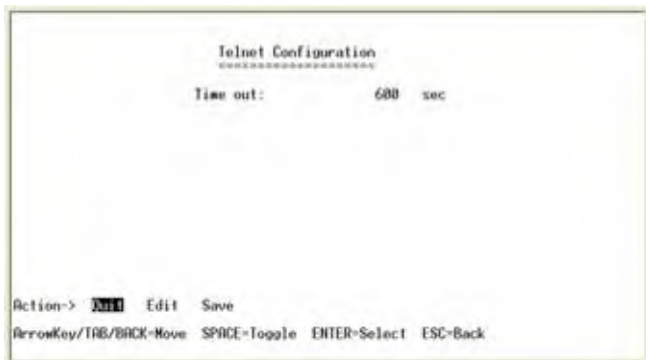 Telnet Configuration
====================
Time out: 600 sec
Action-> Quit Edit Save
ArrowKey/TAB/BACK=Move SPACE=Toggle ENTER=Select ESC=Back